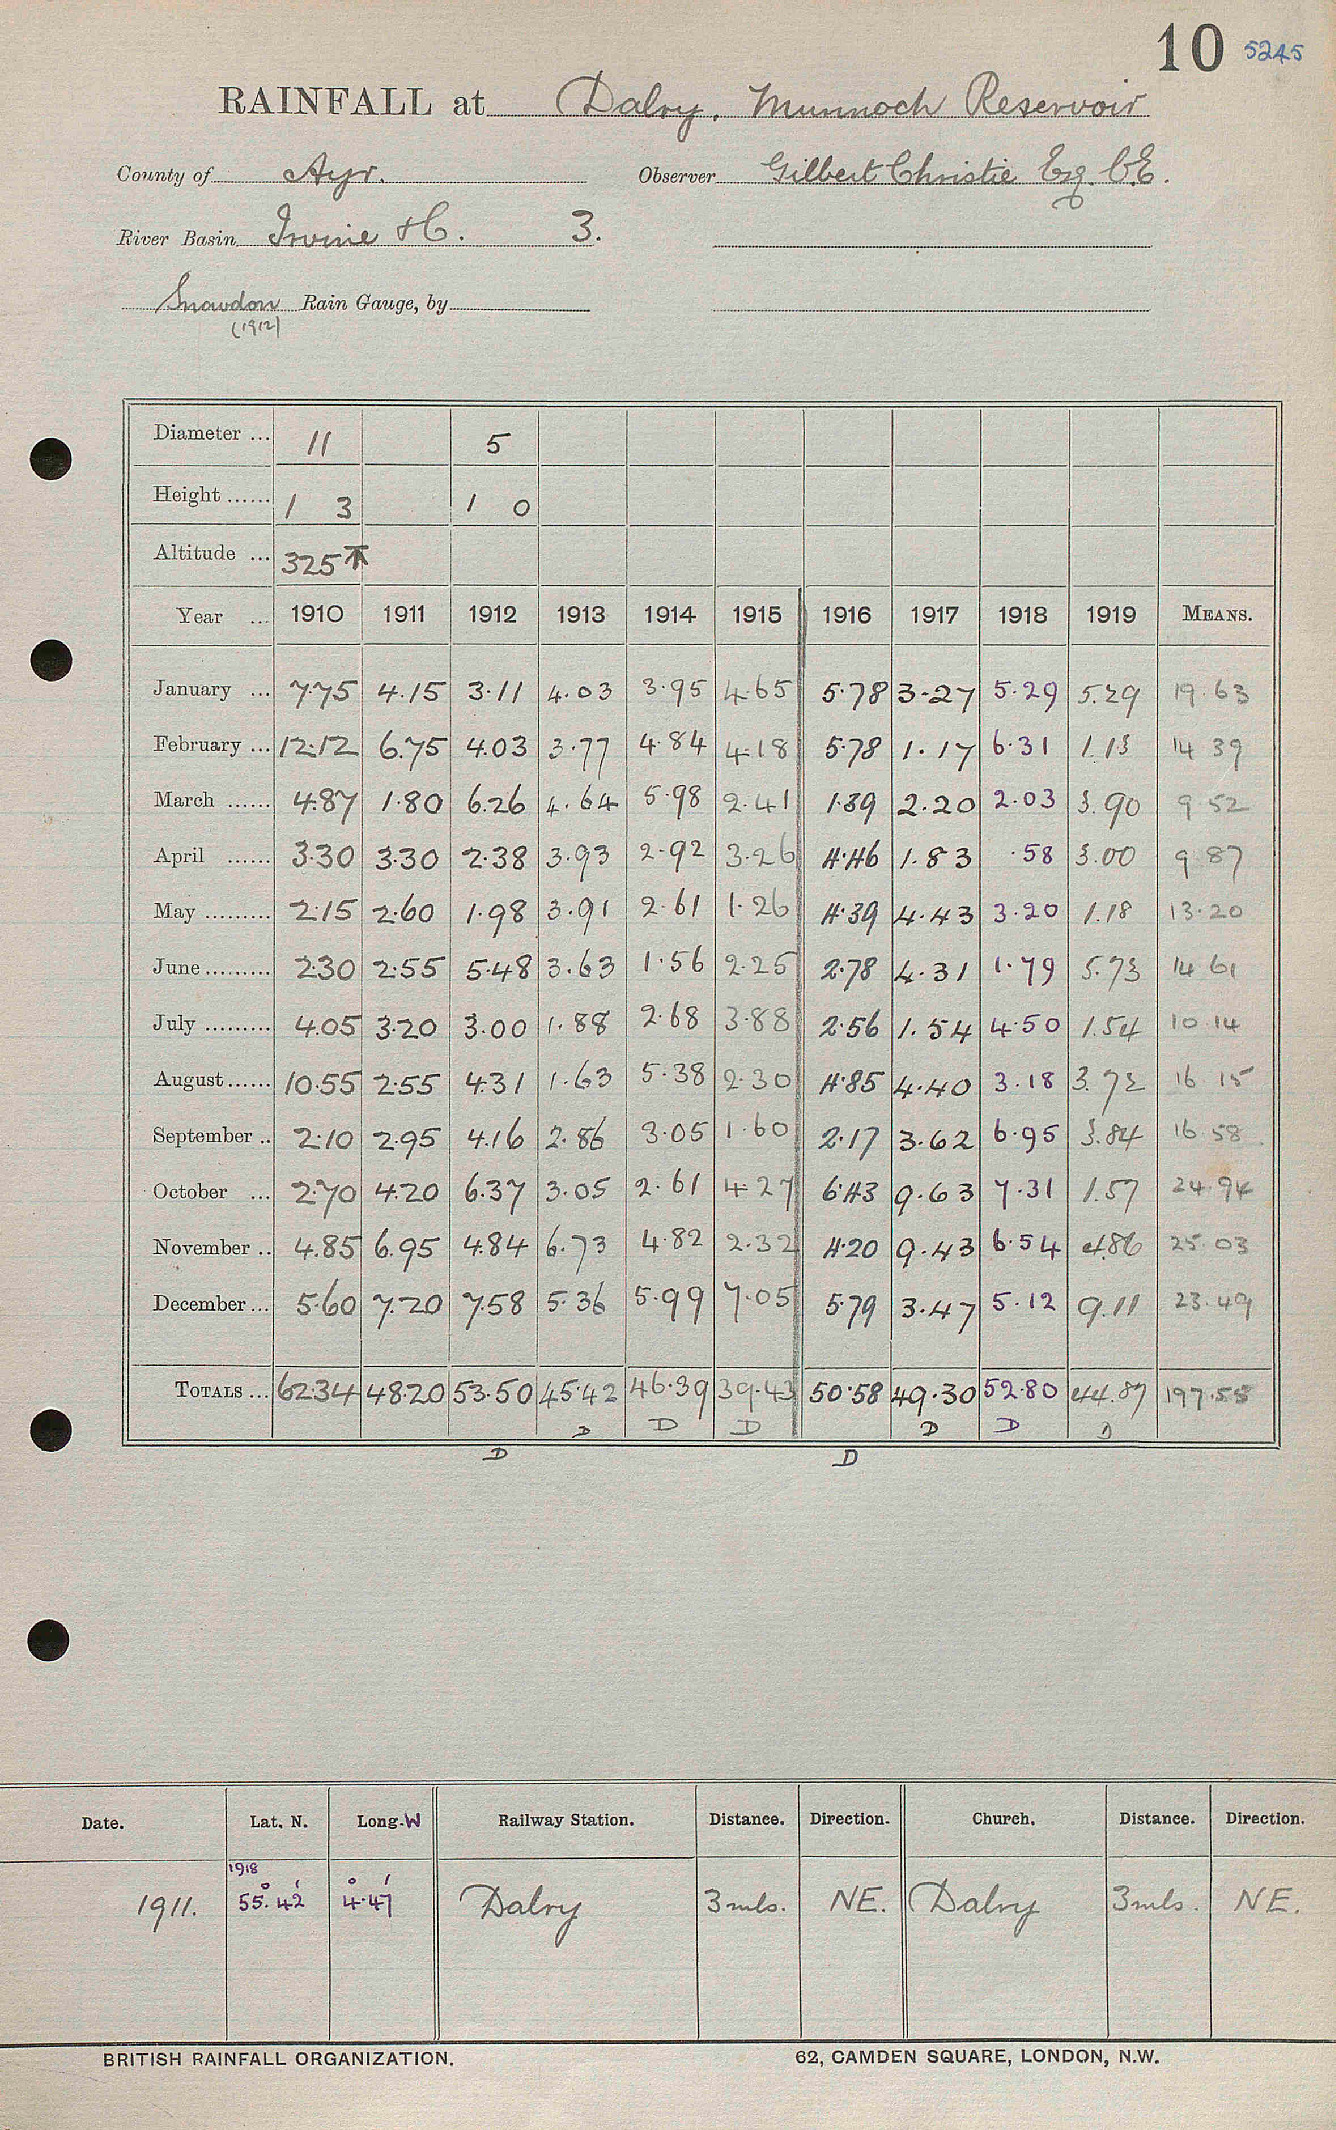 10 5245
RAINFALL at Dalry, Munnoch Reservoir
County of Ayr. Observer Gilbert Christie Esq. C.E.
River Basin Irvine &C. 3.
Snowdon Rain Gauge, by
(1912)
Diameter ... 11 5
Height ...... 1 3 1 0
Altitude ... 325 T
Year ... 1910 1911 1912 1913 1914 1915 1916 1917 1918 1919 MEANS.
January ... 7.75 4.15 3.11 4.03 3.95 4.65 5.78 3.27 5.29 5.29 19.63
February ... 12.12 6.75 4.03 3.77 4.84 4.18 5.78 1.17 6.31 1.13 14 39
March ...... 4.87 1.80 6.26 4.64 5.98 2.41 1.39 2.20 2.03 3.90 9 52
April ...... 3.30 3.30 2.38 3.93 2.92 3.26 4.46 1.83 .58 3.00 9 87
May ......... 2.15 2.60 1.98 3.91 2.61 1.26 4.39 4.43 3.20 1.18 13.20
June ......... 2.30 2.55 5.48 3.63 1.56 2.25 2.78 4.31 1.79 5.73 14 61
July ......... 4.05 3.20 3.00 1.88 2.68 3.88 2.56 1.54 4.50 1.54 10.14
August ...... 10.55 2.55 4.31 1.63 5.38 2.30 4.85 4.40 3.18 3.72 16 15
September .. 2.10 2.95 4.16 2.86 3.05 1.60 2.17 3.62 6.95 3.84 16.58
October ... 2.70 4.20 6.37 3.05 2.61 4.27 6.43 9.63 7.31 1.57 24.94
November .. 4.85 6.95 4.84 6.73 4.82 2.32 4.20 9.43 6.54 4.86 25.03
December ... 5.60 7.20 7.58 5.36 5.99 7.05 5.79 3.47 5.12 9.11 23.49
TOTALS ... 62.34 48.20 53.50 45.42 46.39 39.43 50.58 49.30 52.80 44.87 197.55
D D D D D D
D D
Date. Lat. N. Long. W Railway Station. Distance. Direction. Church. Distance. Direction.
1918
1911. 55° 42' 4° 47' Dalry 3 mls. NE. Dalry 3 mls. NE.
BRITISH RAINFALL ORGANIZATION. 62, CAMDEN SQUARE, LONDON, N.W.